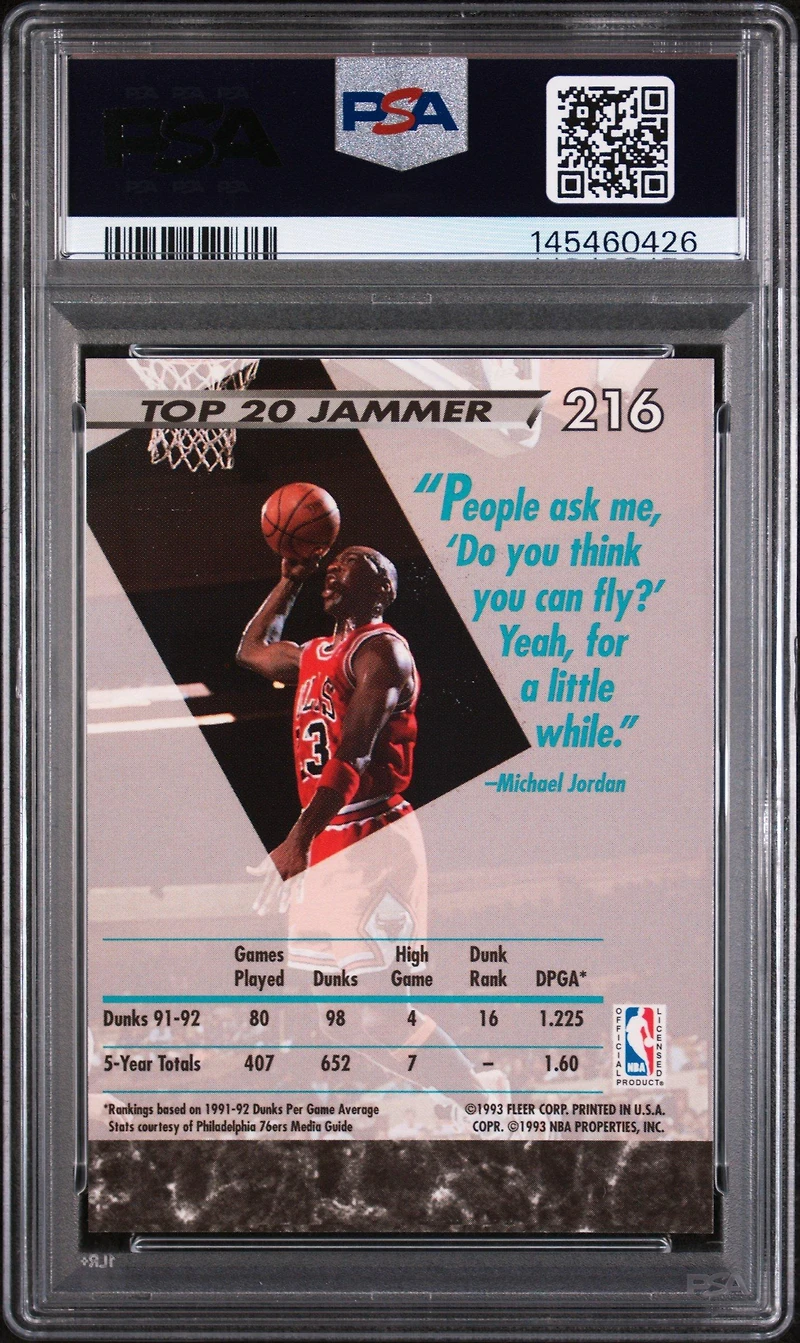 PSA
PSA
145460426
TOP 20 JAMMER 216
“People ask me,
‘Do you think
you can fly?’
Yeah, for
a little
while.”
–Michael Jordan
Games Played Dunks High Game Dunk Rank DPGA*
Dunks 91-92 80 98 4 16 1.225
5-Year Totals 407 652 7 – 1.60
OFFICIAL LICENSED
NBA
PRODUCT®
*Rankings based on 1991-92 Dunks Per Game Average
Stats courtesy of Philadelphia 76ers Media Guide
©1993 FLEER CORP. PRINTED IN U.S.A.
COPR. ©1993 NBA PROPERTIES, INC.
PSA